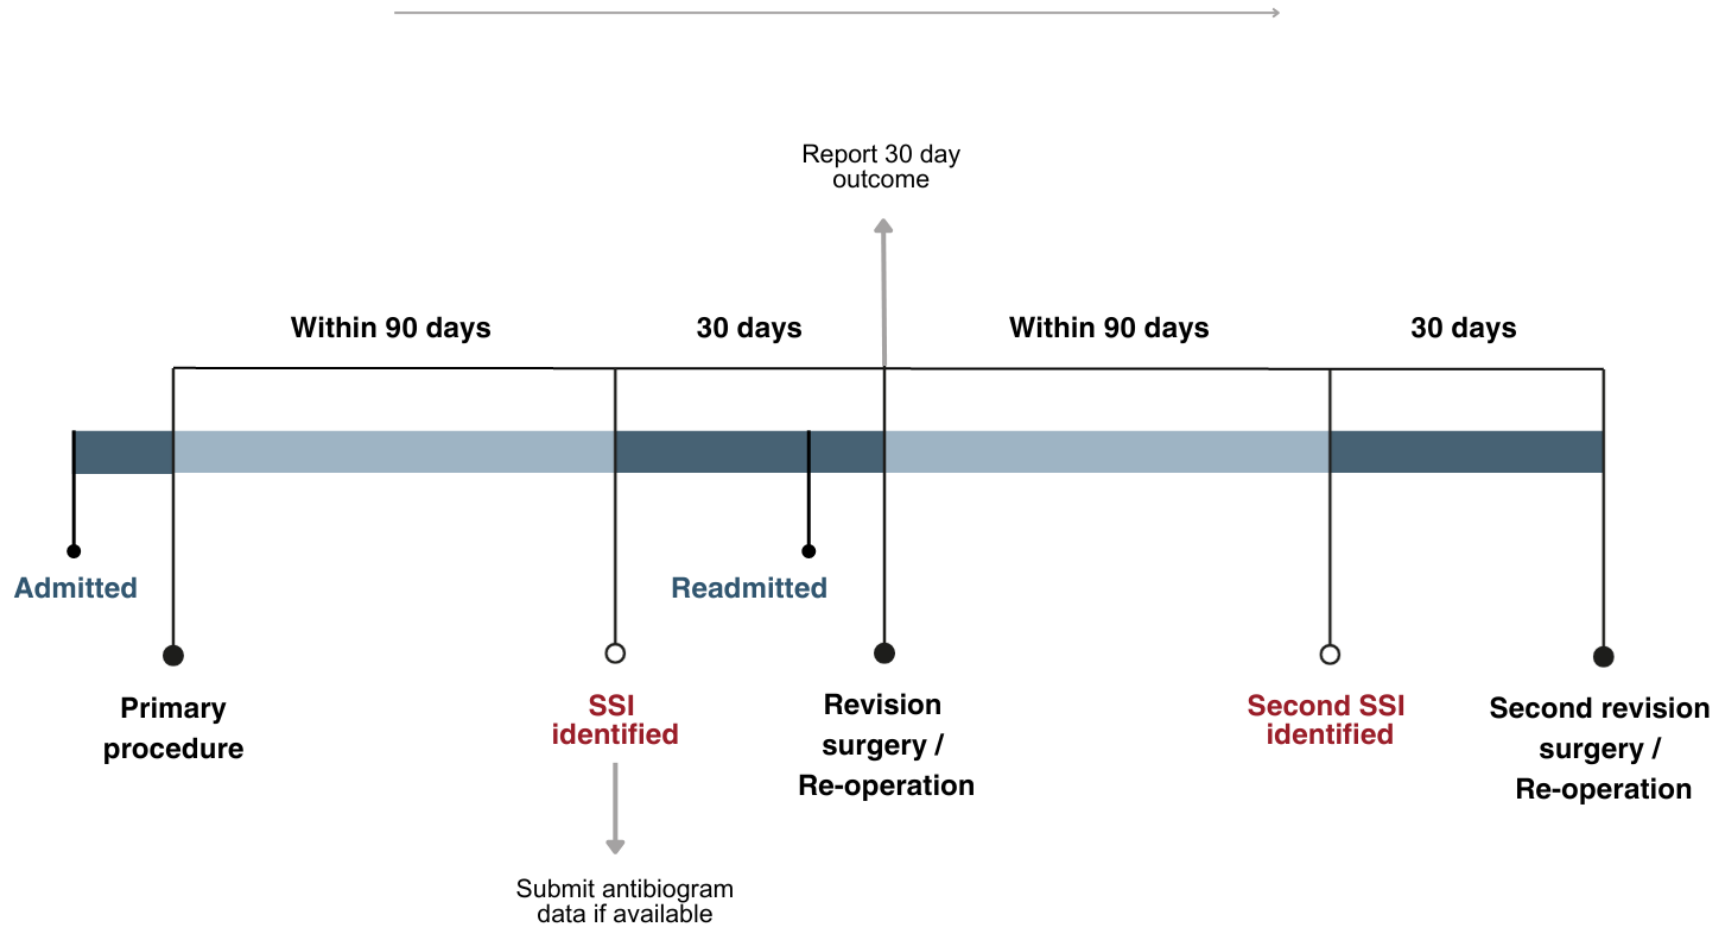 Report 30 day
outcome
Within 90 days
30 days
Within 90 days
30 days
Admitted
Readmitted
Primary
procedure
SSI
identified
Revision
surgery /
Re-operation
Second SSI
identified
Second revision
surgery /
Re-operation
Submit antibiogram
data if available